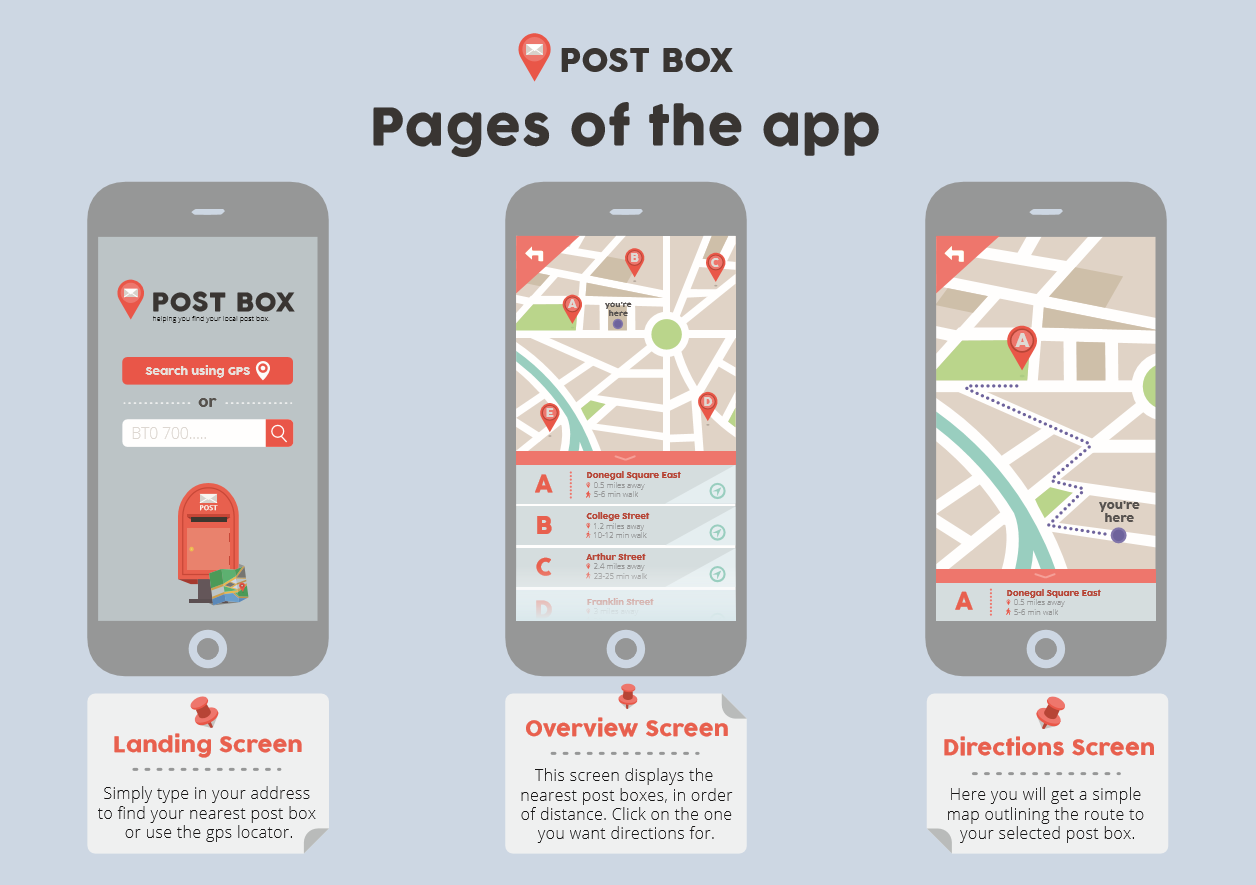 POST BOX
Pages of the app
POST BOX
helping you find your local post box.
Search using GPS
or
BT0 700.....
POST
B
C
A
you're
here
D
E
A
Donegal Square East
0.5 miles away
5-6 min walk
B
College Street
1.2 miles away
10-12 min walk
C
Arthur Street
2.4 miles away
23-25 min walk
D
Franklin Street
miles away
A
you're
here
A
Donegal Square East
0.5 miles away
5-6 min walk
Landing Screen
Simply type in your address
to find your nearest post box
or use the gps locator.
Overview Screen
This screen displays the
nearest post boxes, in order
of distance. Click on the one
you want directions for.
Directions Screen
Here you will get a simple
map outlining the route to
your selected post box.